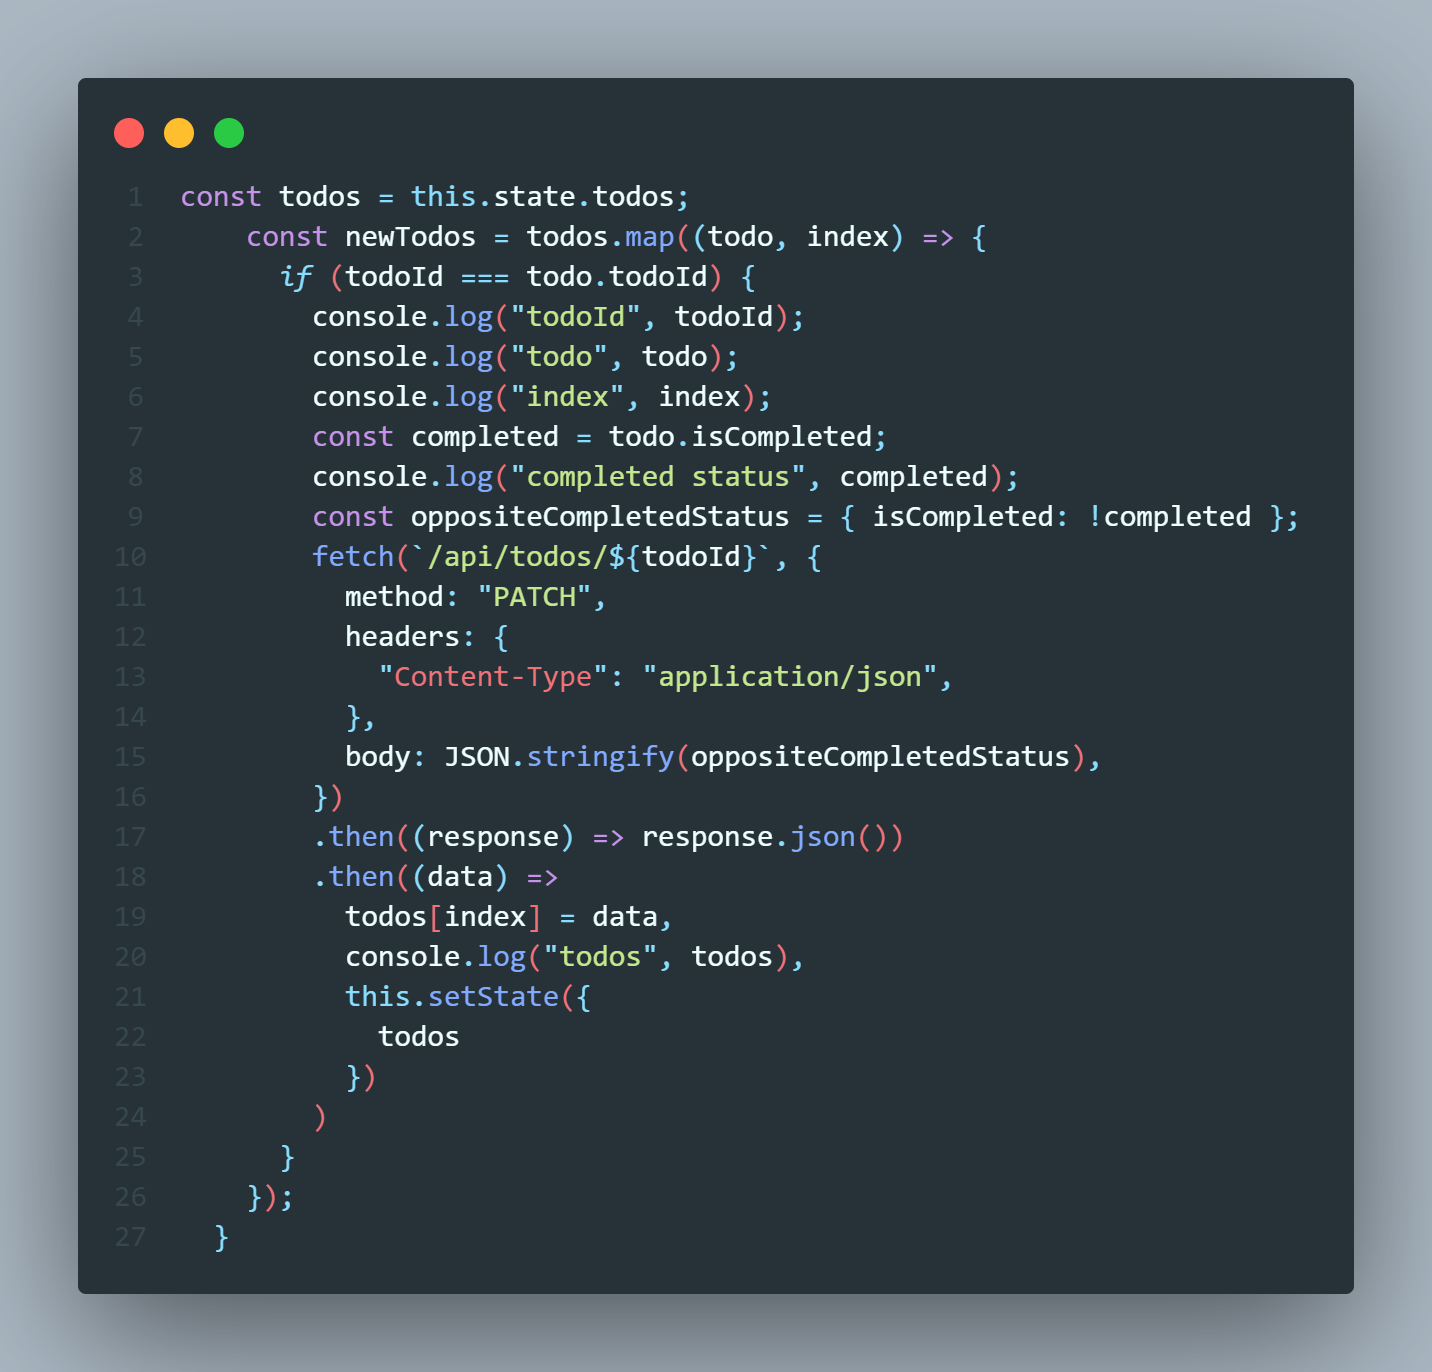 1 const todos = this.state.todos;
2     const newTodos = todos.map((todo, index) => {
3       if (todoId === todo.todoId) {
4         console.log("todoId", todoId);
5         console.log("todo", todo);
6         console.log("index", index);
7         const completed = todo.isCompleted;
8         console.log("completed status", completed);
9         const oppositeCompletedStatus = { isCompleted: !completed };
10         fetch(`/api/todos/${todoId}`, {
11           method: "PATCH",
12           headers: {
13             "Content-Type": "application/json",
14           },
15           body: JSON.stringify(oppositeCompletedStatus),
16         })
17         .then((response) => response.json())
18         .then((data) =>
19           todos[index] = data,
20           console.log("todos", todos),
21           this.setState({
22             todos
23           })
24         )
25       }
26     });
27   }